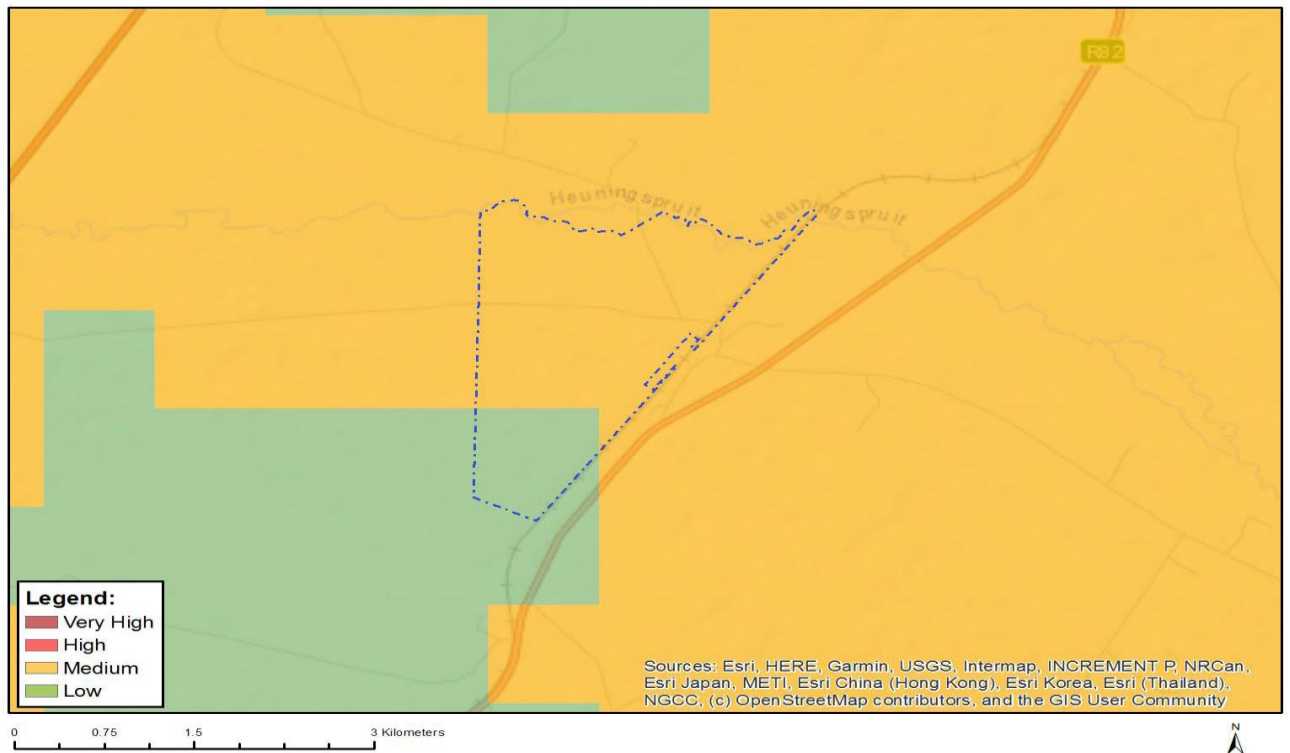 R82
Heuningspruit
Heuningspruit
Legend:
Very High
High
Medium
Low
Sources: Esri, HERE, Garmin, USGS, Intermap, INCREMENT P, NRCan,
Esri Japan, METI, Esri China (Hong Kong), Esri Korea, Esri (Thailand),
NGCC, (c) OpenStreetMap contributors, and the GIS User Community
0 0.75 1.5 3 Kilometers
N